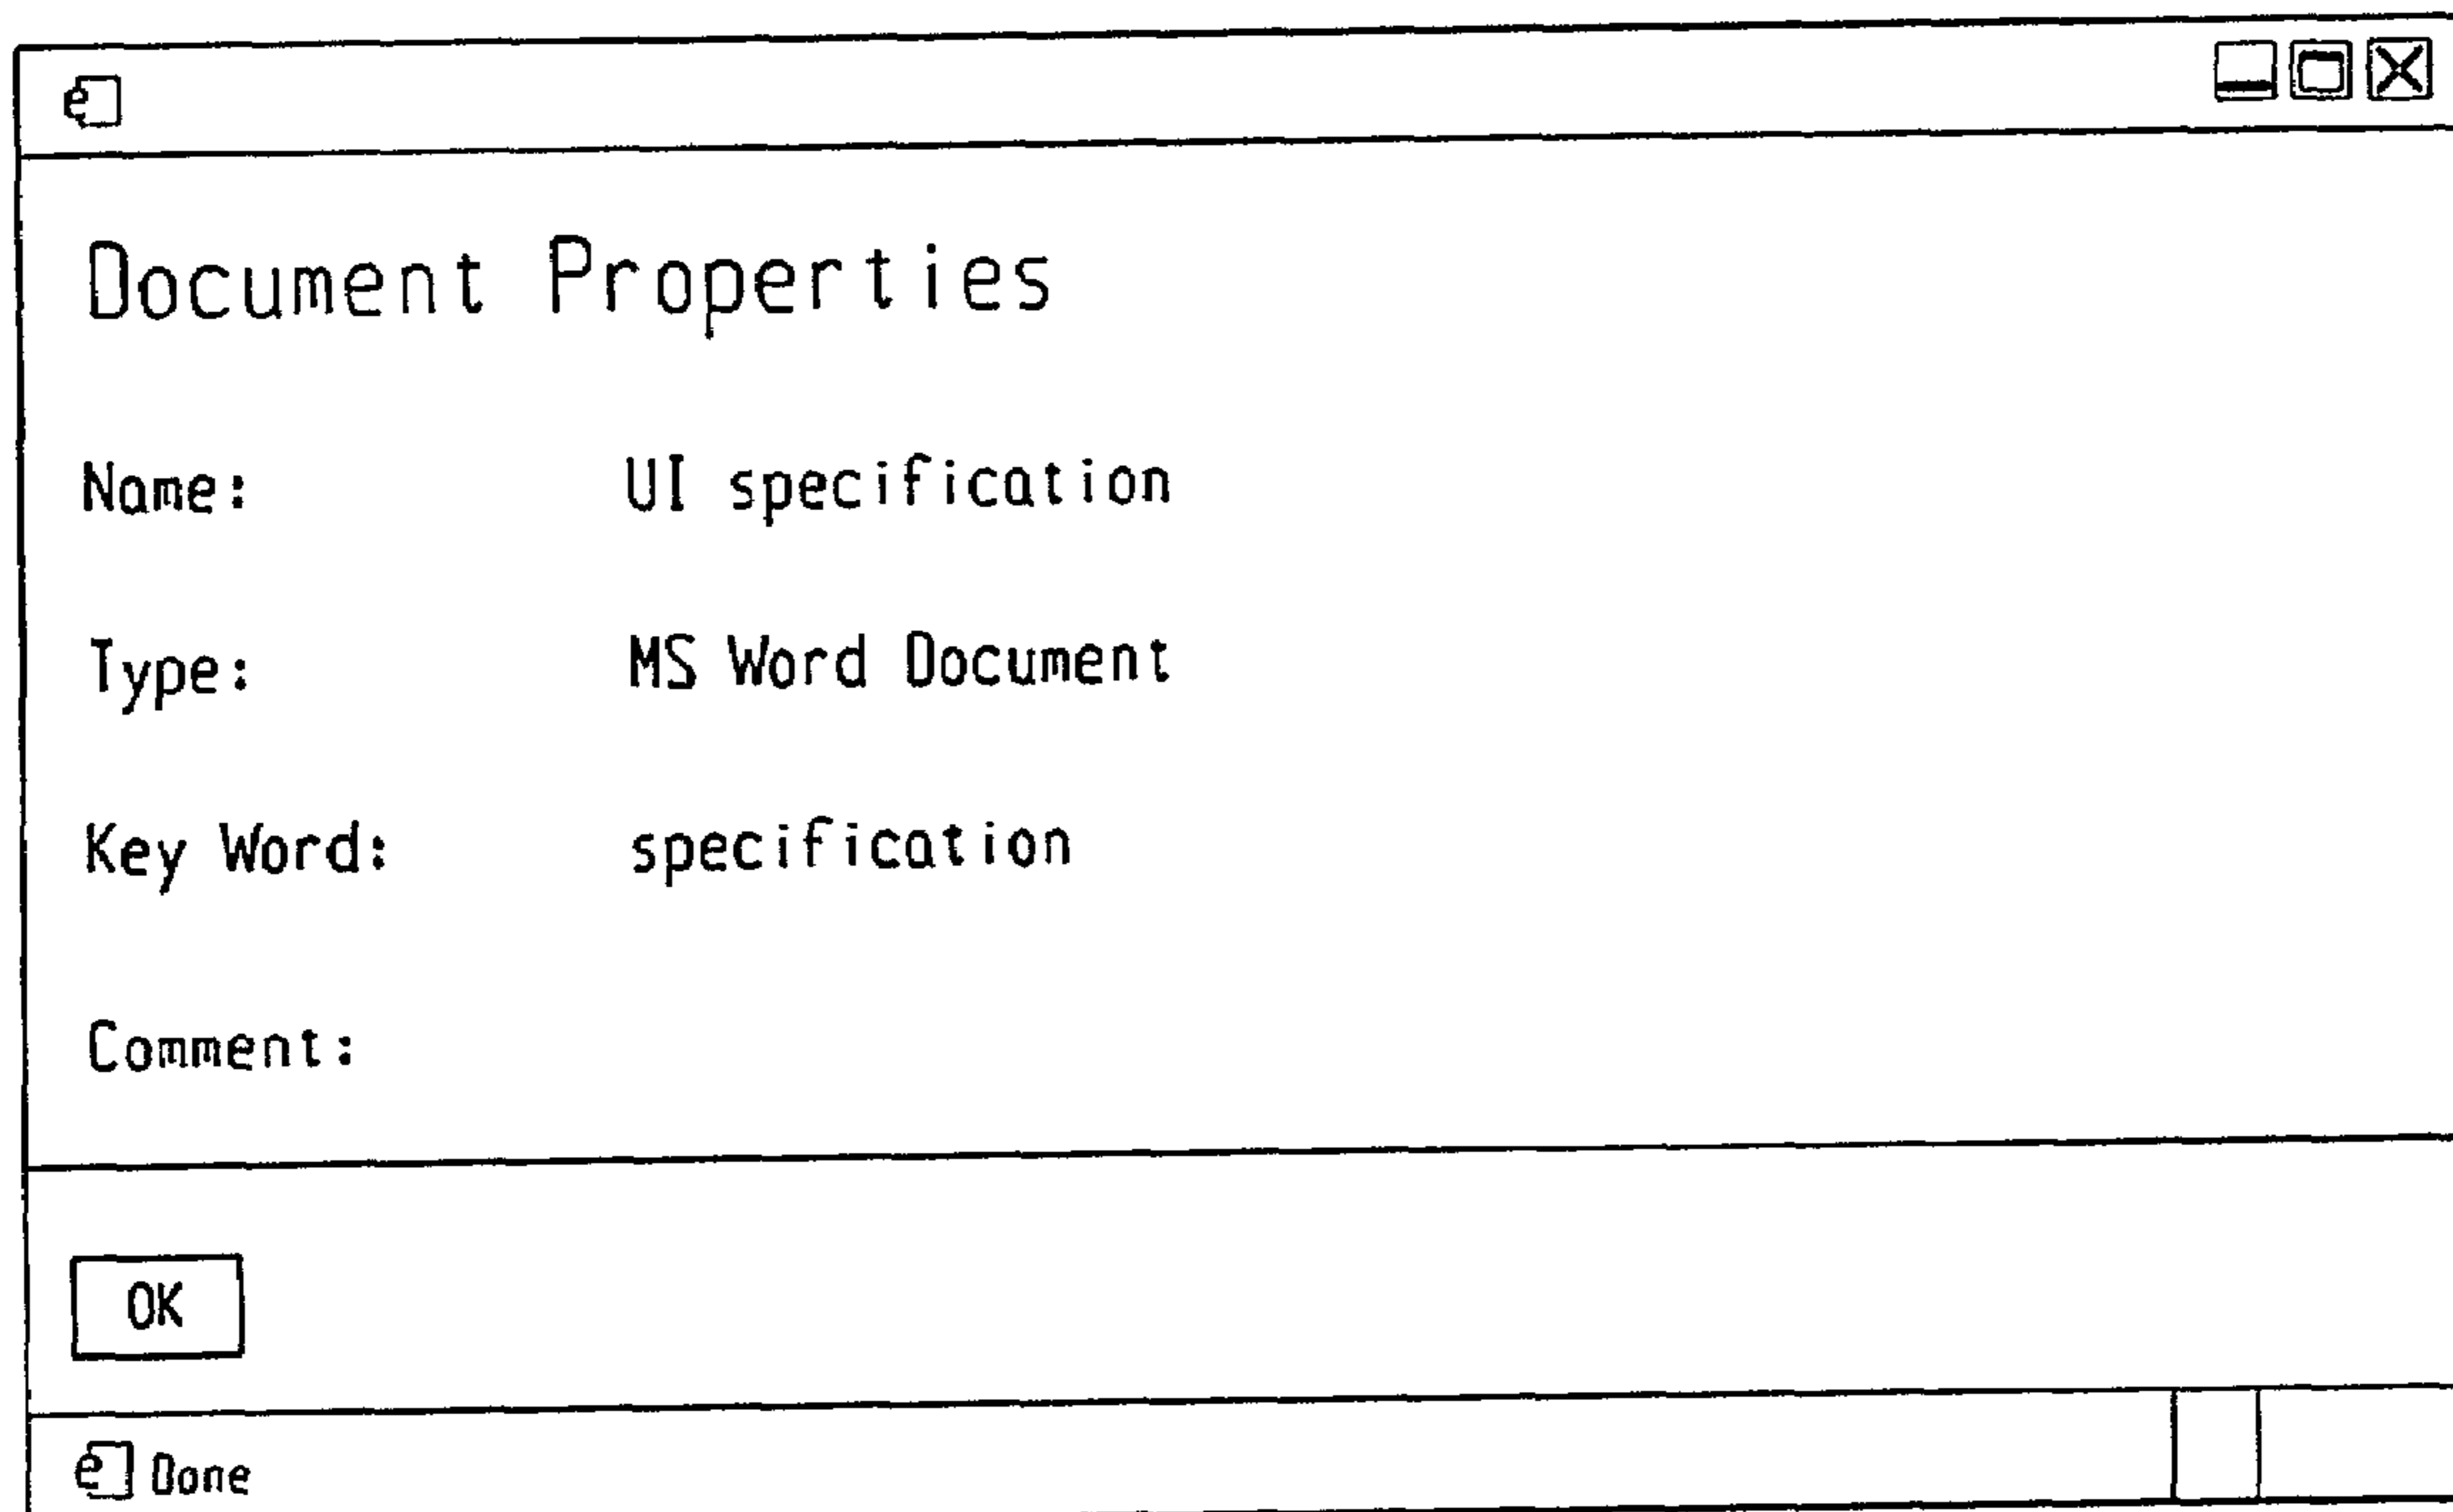 e
Document Properties
Name: UI specification
Type: MS Word Document
Key Word: specification
Comment:
OK
e Done